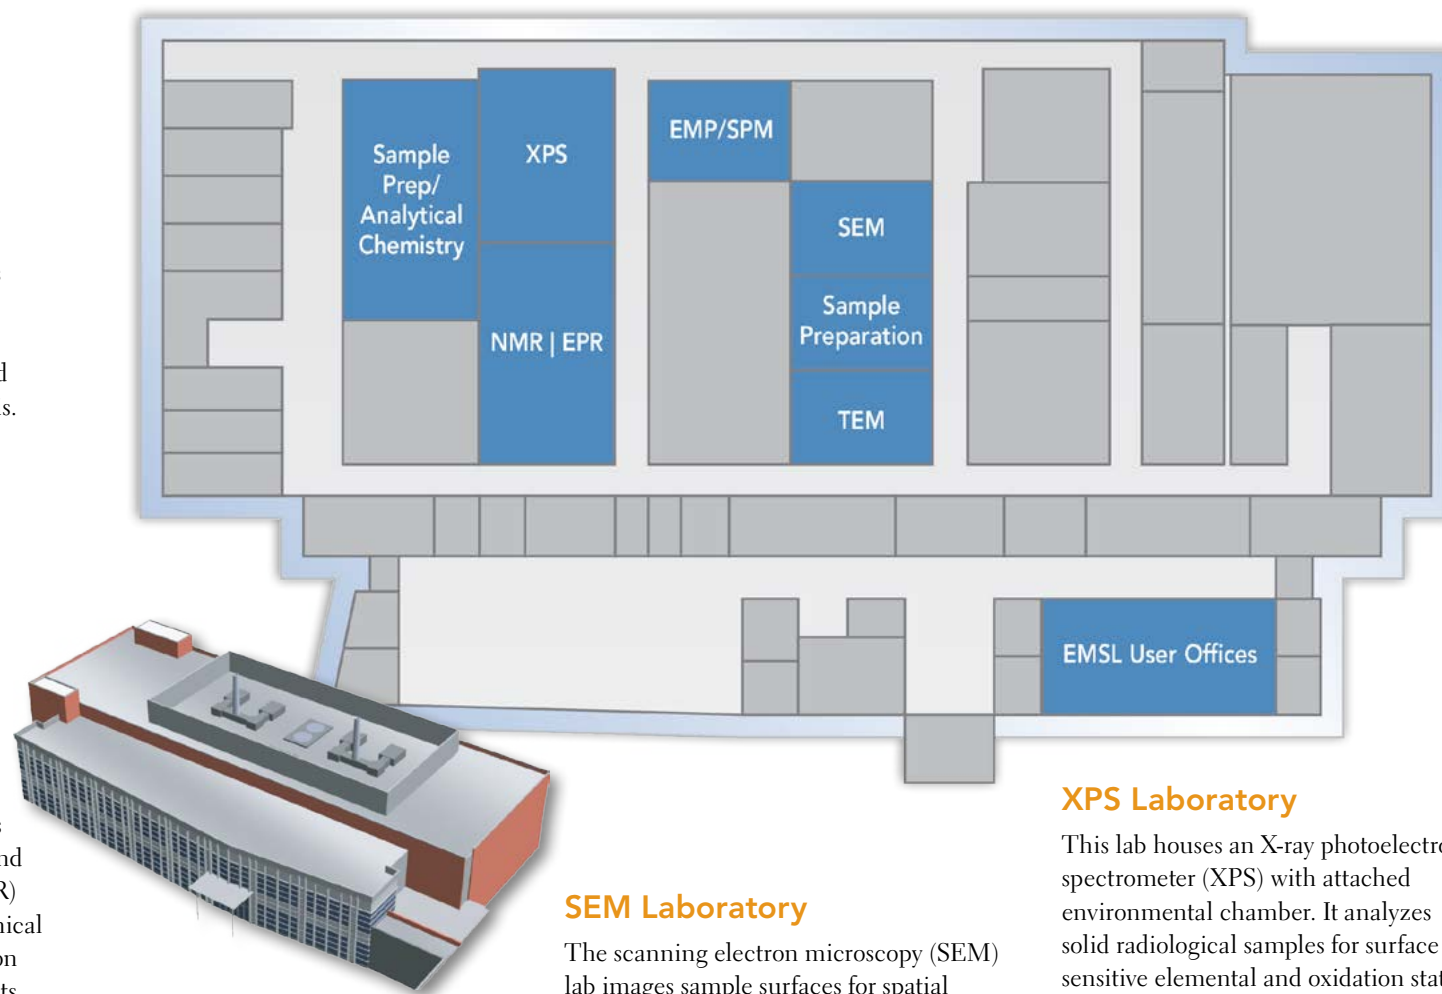 Sample
Prep/
Analytical
Chemistry
XPS
NMR | EPR
EMP/SPM
SEM
Sample
Preparation
TEM
EMSL User Offices
s.
R)
SEM Laboratory
The scanning electron microscopy (SEM)
lab images sample surfaces for spatial
XPS Laboratory
This lab houses an X-ray
spectrometer (XPS) with attached
environmental chamber. It analyzes
solid radiological samples for surface
sensitive elemental and oxidation